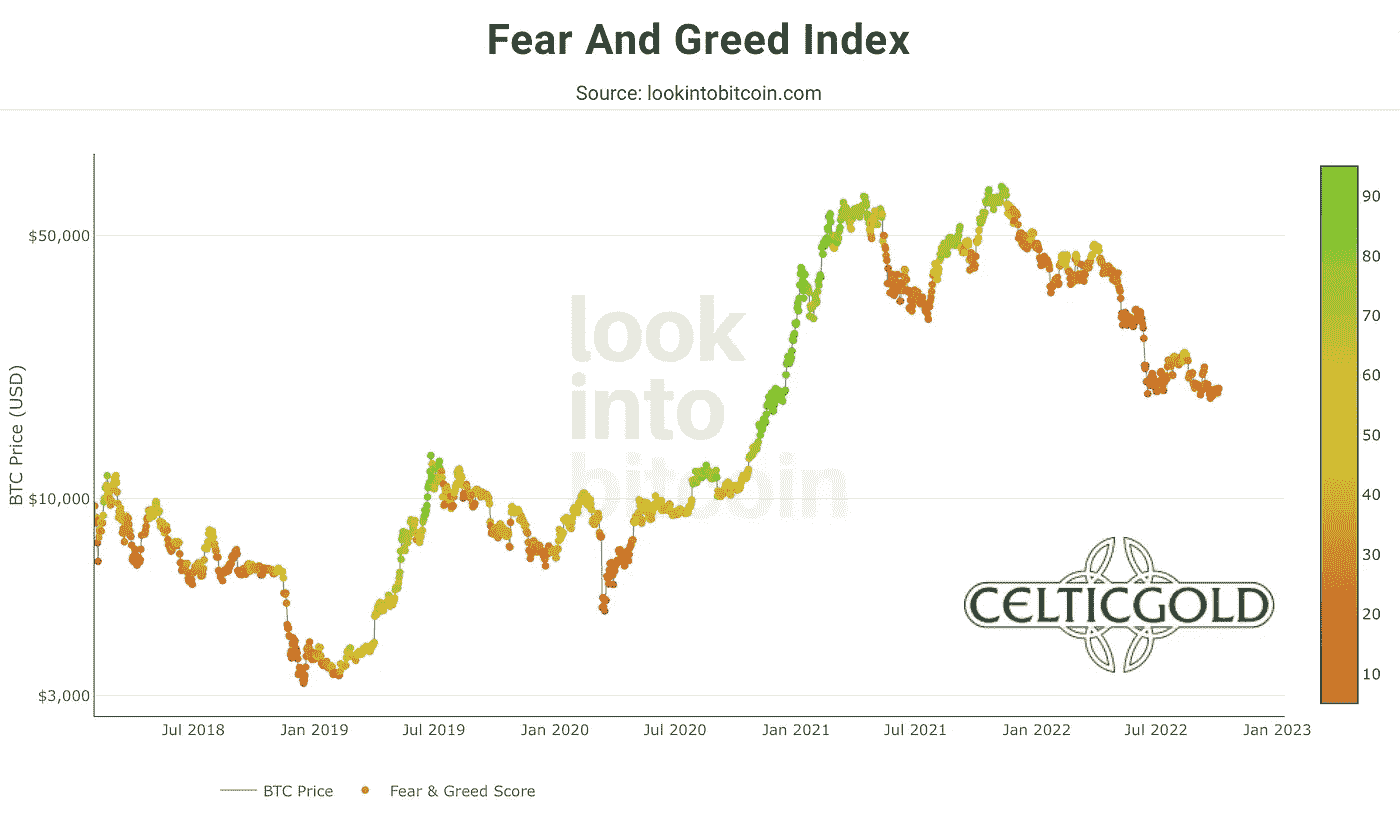 Fear And Greed Index
Source: lookintobitcoin.com
90
80
70
60
50
40
30
20
10
$50,000
$10,000
$3,000
BTC Price (USD)
look
into
bitcoin
CELTICGOLD
Jul 2018
Jan 2019
Jul 2019
Jan 2020
Jul 2020
Jan 2021
Jul 2021
Jan 2022
Jul 2022
Jan 2023
BTC Price
Fear & Greed Score